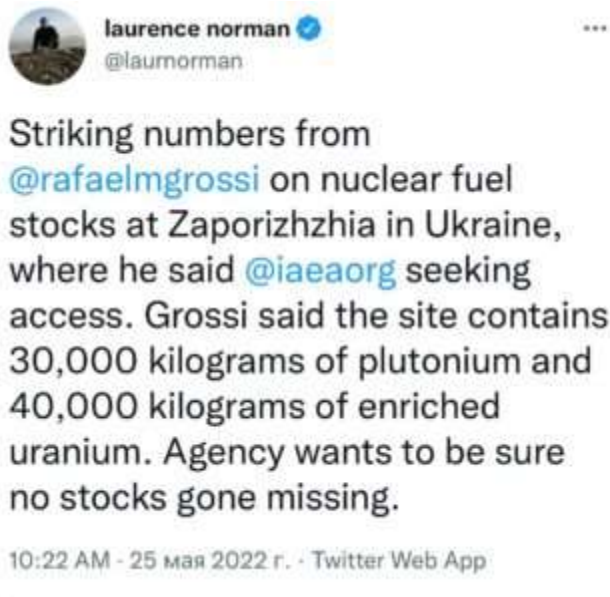 laurence norman
@laurnorman
Striking numbers from
@rafaelmgrossi on nuclear fuel
stocks at Zaporizhzhia in Ukraine,
where he said @iaeaorg seeking
access. Grossi said the site contains
30,000 kilograms of plutonium and
40,000 kilograms of enriched
uranium. Agency wants to be sure
no stocks gone missing.
10:22 AM · 25 мая 2022 г. · Twitter Web App